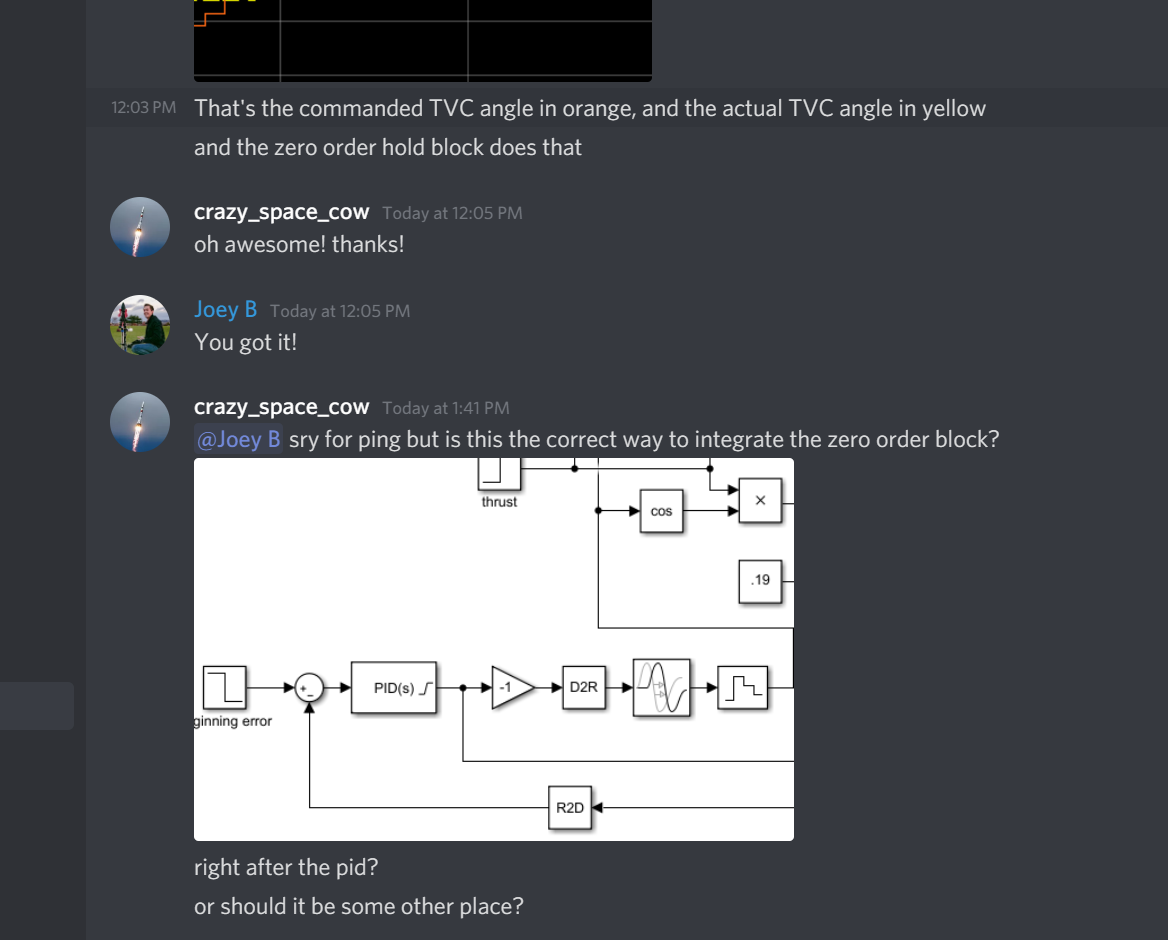 12:03 PM That's the commanded TVC angle in orange, and the actual TVC angle in yellow
and the zero order hold block does that
crazy_space_cow Today at 12:05 PM
oh awesome! thanks!
Joey B Today at 12:05 PM
You got it!
crazy_space_cow Today at 1:41 PM
@Joey B sry for ping but is this the correct way to integrate the zero order block?
thrust
cos
×
.19
+
-
PID(s)
-1
D2R
ginning error
R2D
right after the pid?
or should it be some other place?